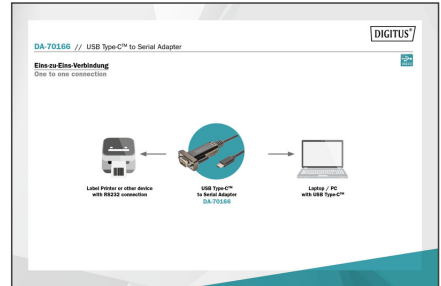 DIGITUS®
DA-70166 // USB Type-C™ to Serial Adapter
Eins-zu-Eins-Verbindung
One to one connection
Label Printer or other device
with RS232 connection
USB Type-C™
to Serial Adapter
DA-70166
Laptop / PC
with USB Type-C™